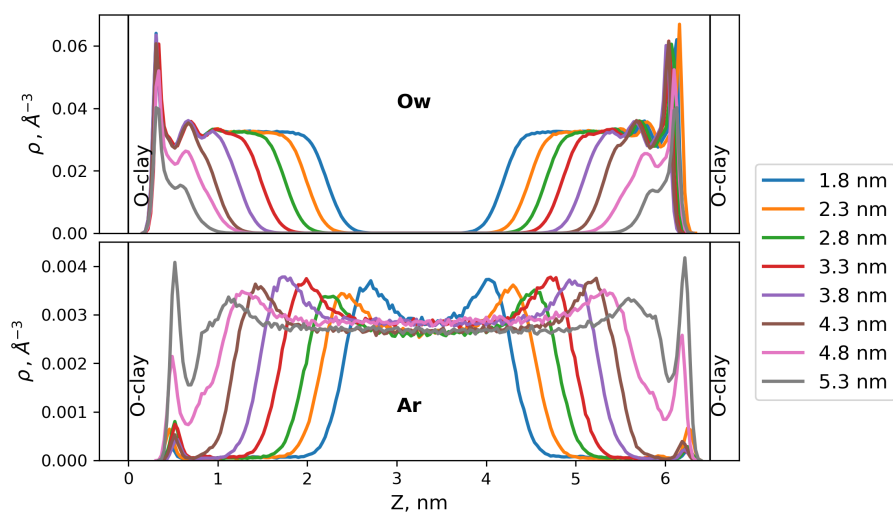 ρ, Å⁻³
0.06
0.04
0.02
0.00
O-clay
Ow
O-clay
ρ, Å⁻³
0.004
0.003
0.002
0.001
0.000
O-clay
Ar
O-clay
0 1 2 3 4 5 6
Z, nm
1.8 nm
2.3 nm
2.8 nm
3.3 nm
3.8 nm
4.3 nm
4.8 nm
5.3 nm